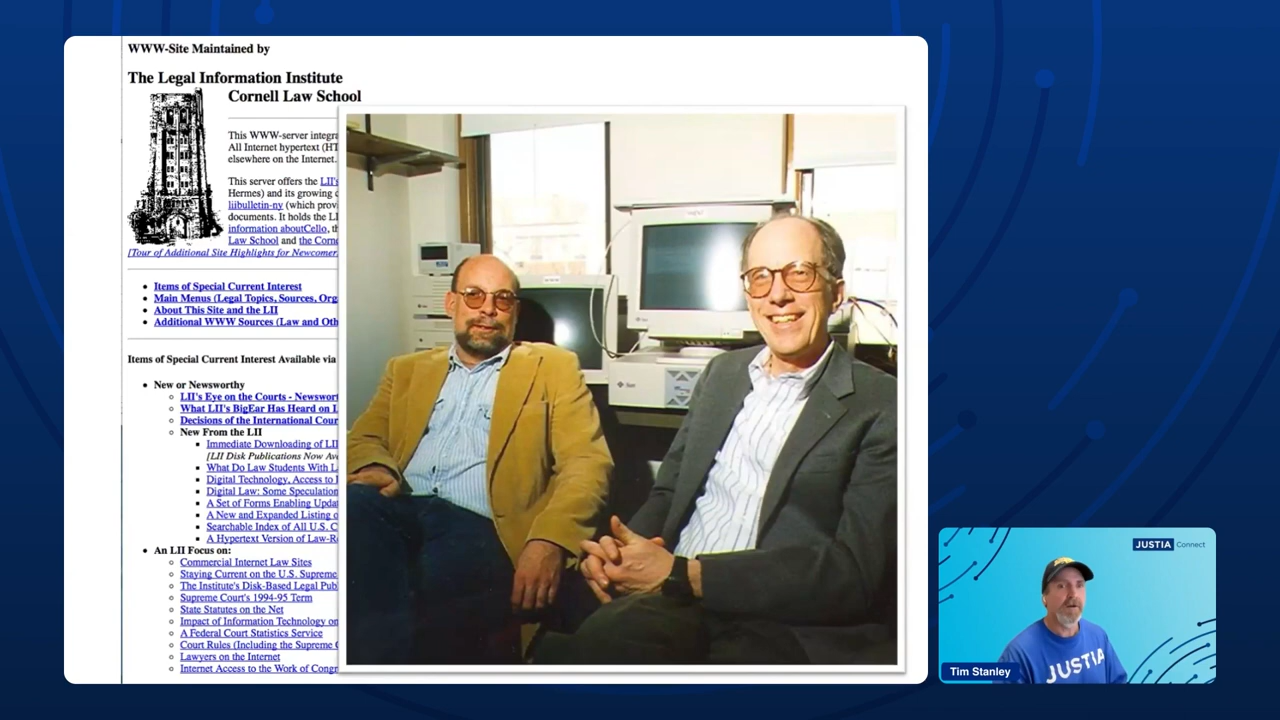 WWW-Site Maintained by
The Legal Information Institute
Cornell Law School
This WWW-server integra
All Internet hypertext (HT
elsewhere on the Internet.
This server offers the LII's
Hermes) and its growing
liibulletin-ny (which prov
documents. It holds the LI
information aboutCello, th
Law School and the Corne
[Tour of Additional Site Highlights for Newcomer
Items of Special Current Interest
Main Menus (Legal Topics, Sources, Org
About This Site and the LII
Additional WWW Sources (Law and Oth
Items of Special Current Interest Available via
New or Newsworthy
LII's Eye on the Courts - Newswort
What LII's BigEar Has Heard on
Decisions of the International Cour
New From the LII
Immediate Downloading of LII
[LII Disk Publications Now Ava
What Do Law Students With
Digital Technology, Access to
Digital Law: Some Speculation
A Set of Forms Enabling Upda
A New and Expanded Listing
Searchable Index of All U.S. C
A Hypertext Version of Law-R
An LII Focus on:
Commercial Internet Law Sites
Staying Current on the U.S. Supreme
The Institute's Disk-Based Legal Publ
Supreme Court's 1994-95 Term
State Statutes on the Net
Impact of Information Technology on
A Federal Court Statistics Service
Court Rules (Including the Supreme
Lawyers on the Internet
Internet Access to the Work of Congr
JUSTIA Connect
JUSTIA
Tim Stanley